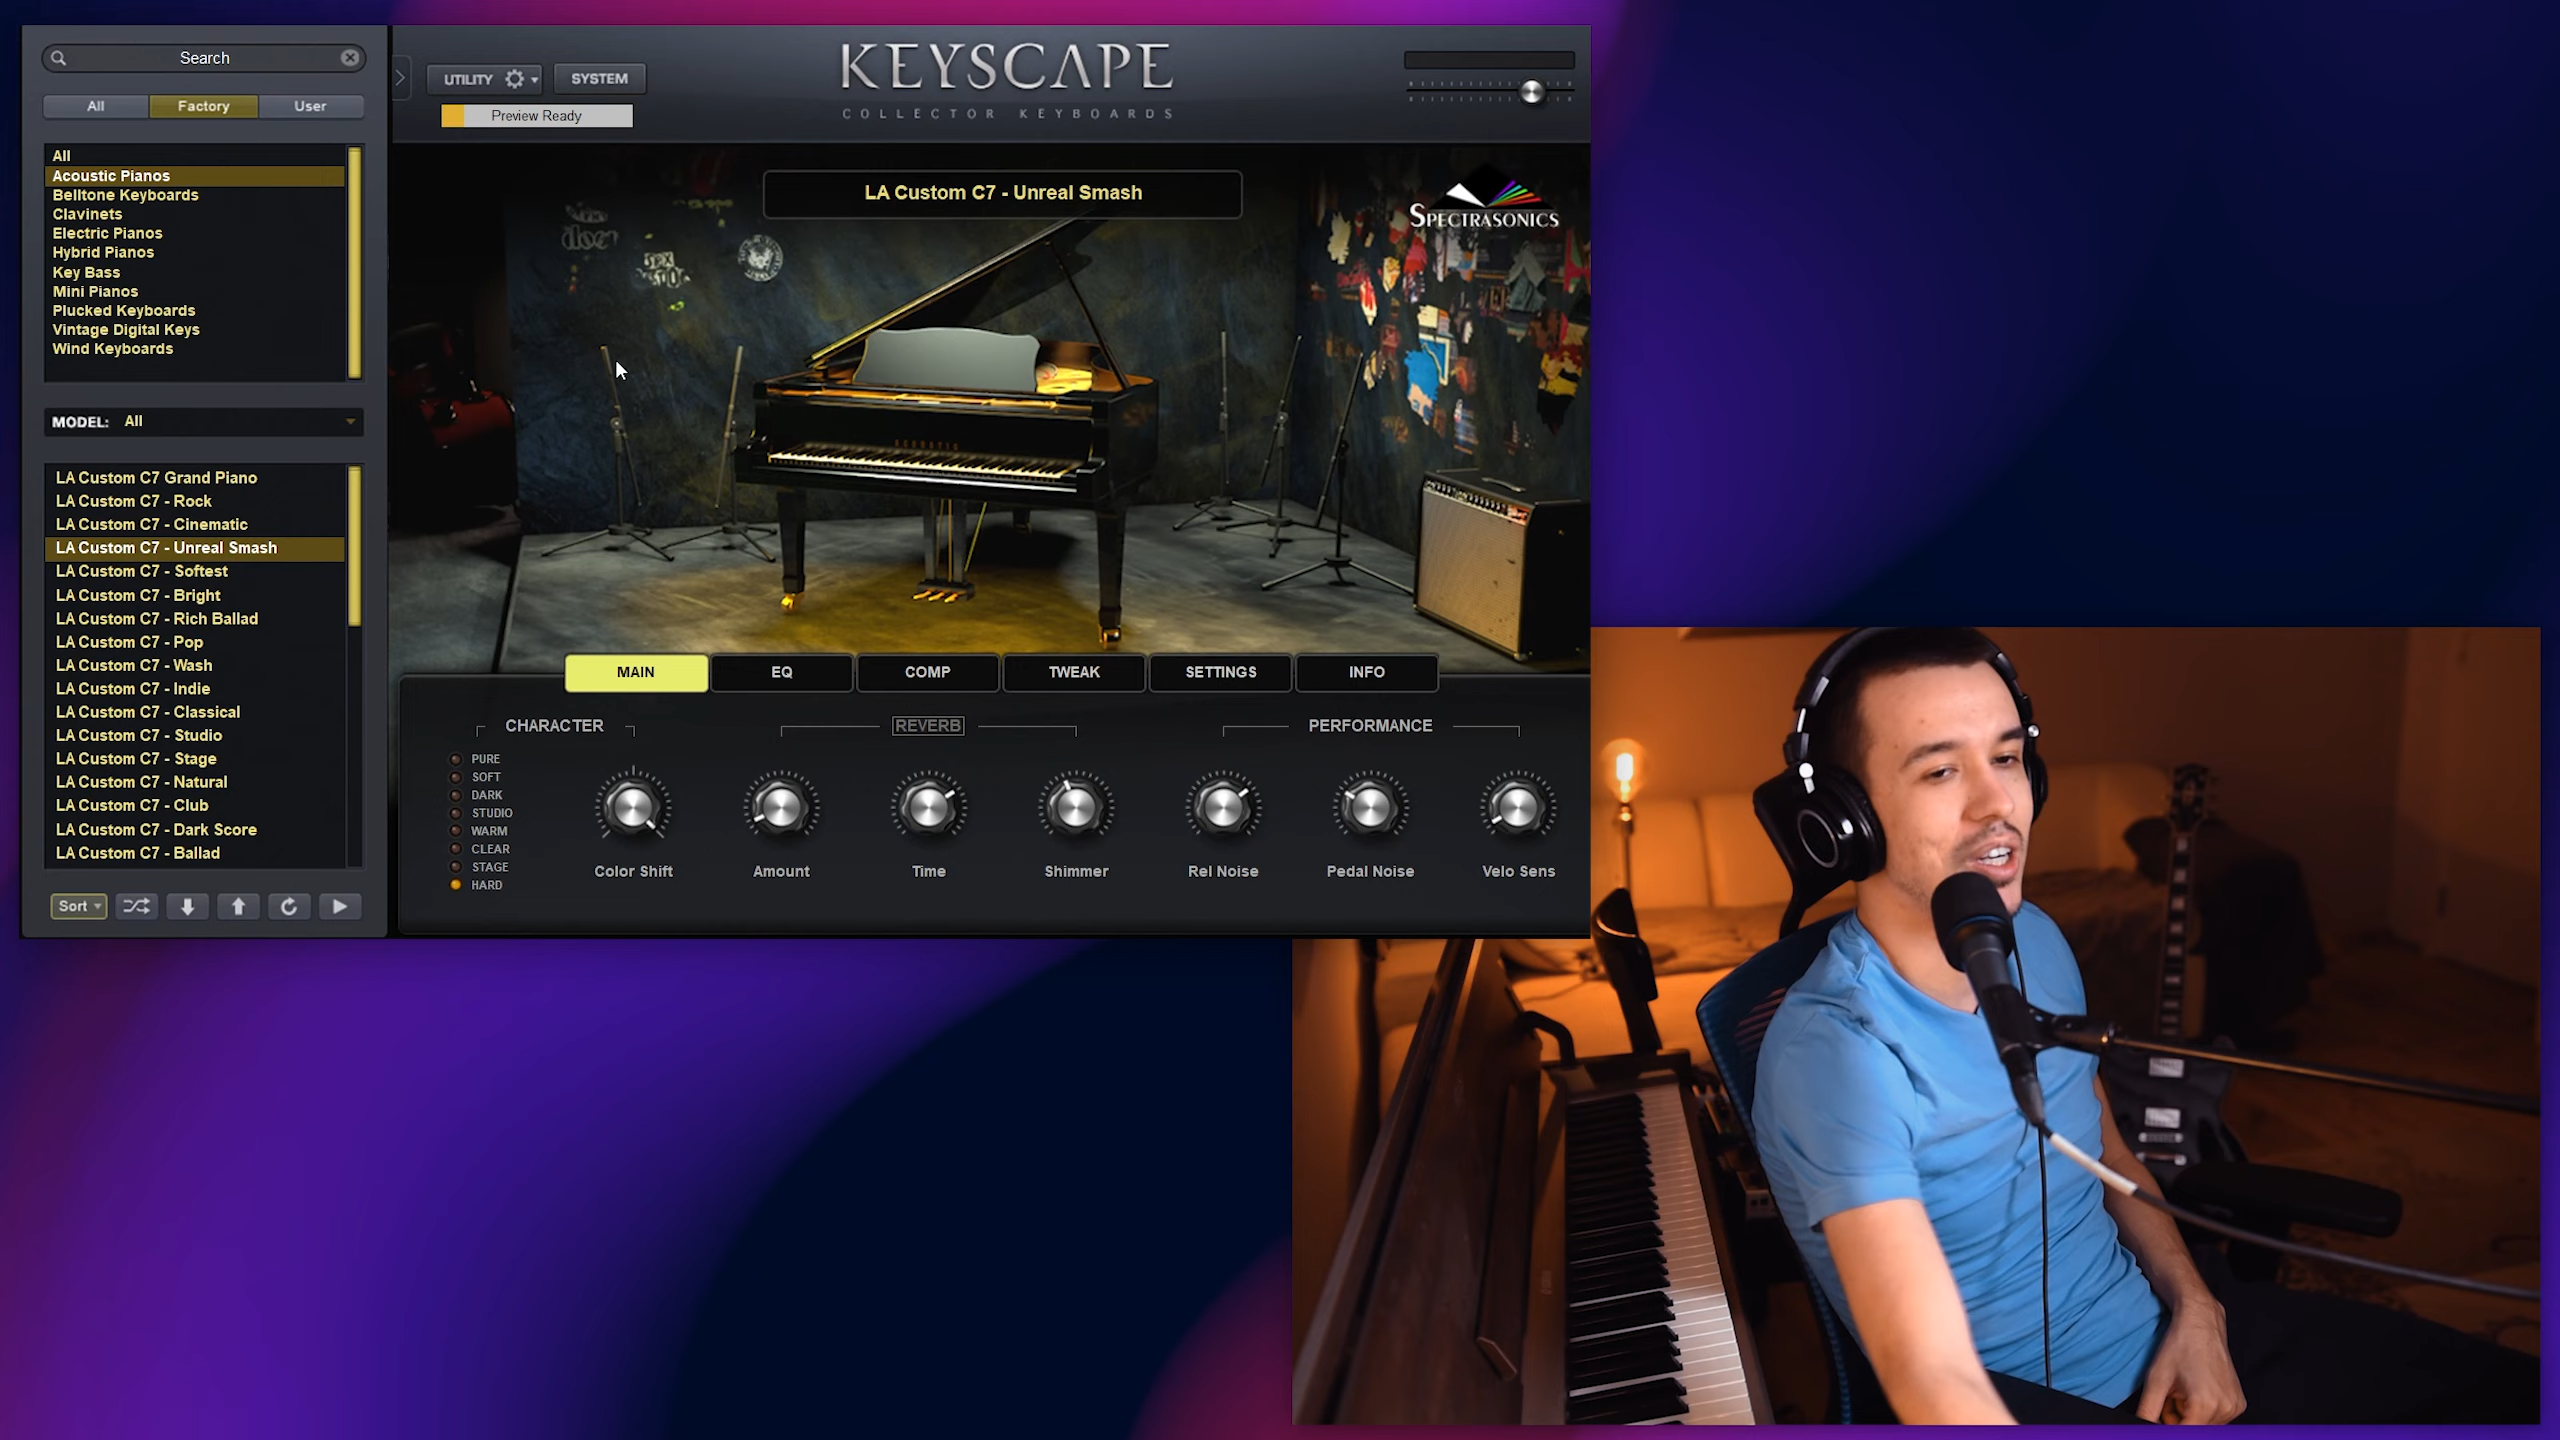 Search
All
Factory
User
All
Acoustic Pianos
Belltone Keyboards
Clavinets
Electric Pianos
Hybrid Pianos
Key Bass
Mini Pianos
Plucked Keyboards
Vintage Digital Keys
Wind Keyboards
MODEL: All
LA Custom C7 Grand Piano
LA Custom C7 - Rock
LA Custom C7 - Cinematic
LA Custom C7 - Unreal Smash
LA Custom C7 - Softest
LA Custom C7 - Bright
LA Custom C7 - Rich Ballad
LA Custom C7 - Pop
LA Custom C7 - Wash
LA Custom C7 - Indie
LA Custom C7 - Classical
LA Custom C7 - Studio
LA Custom C7 - Stage
LA Custom C7 - Natural
LA Custom C7 - Club
LA Custom C7 - Dark Score
LA Custom C7 - Ballad
Sort
UTILITY
SYSTEM
Preview Ready
KEYSCAPE
COLLECTOR KEYBOARDS
LA Custom C7 - Unreal Smash
SPECTRASONICS
ACOUSTIC
MAIN
EQ
COMP
TWEAK
SETTINGS
INFO
CHARACTER
REVERB
PERFORMANCE
PURE
SOFT
DARK
STUDIO
WARM
CLEAR
STAGE
HARD
Color Shift
Amount
Time
Shimmer
Rel Noise
Pedal Noise
Velo Sens